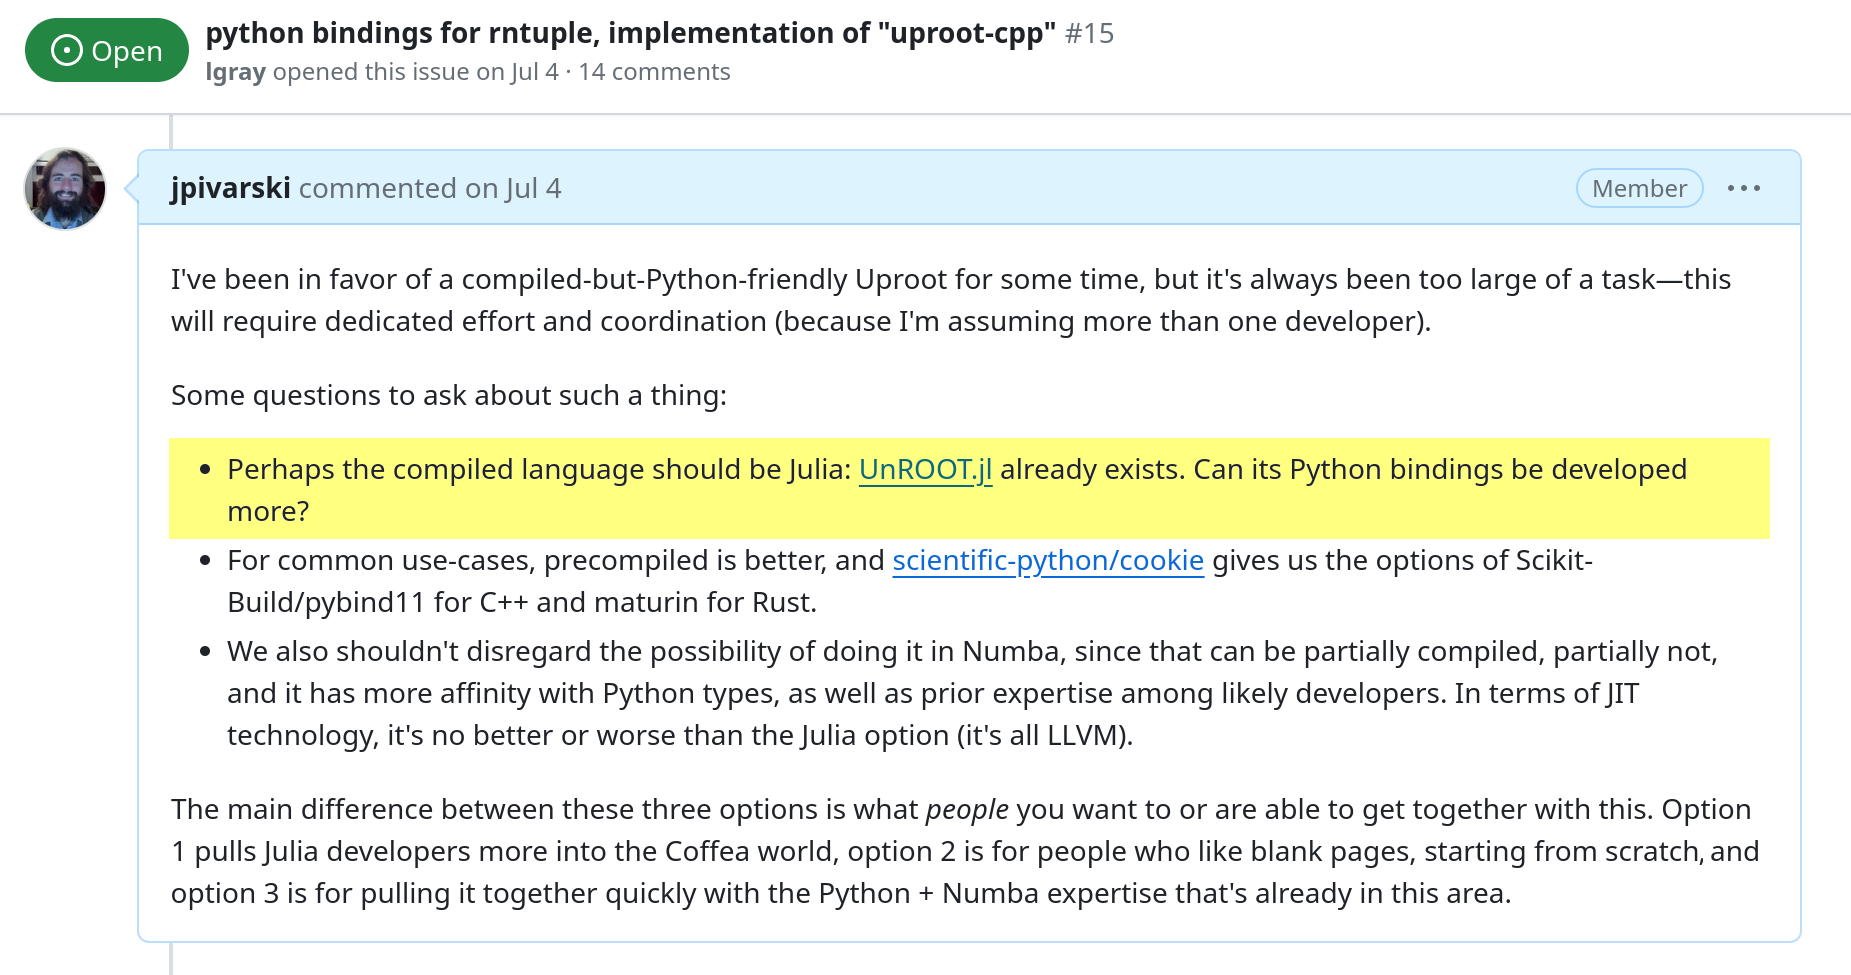 Open
python bindings for rntuple, implementation of "uproot-cpp" #15
lgray opened this issue on Jul 4 · 14 comments
jpivarski commented on Jul 4
Member
I've been in favor of a compiled-but-Python-friendly Uproot for some time, but it's always been too large of a task—this
will require dedicated effort and coordination (because I'm assuming more than one developer).
Some questions to ask about such a thing:
• Perhaps the compiled language should be Julia: UnROOT.jl already exists. Can its Python bindings be developed
more?
• For common use-cases, precompiled is better, and scientific-python/cookie gives us the options of Scikit-
Build/pybind11 for C++ and maturin for Rust.
• We also shouldn't disregard the possibility of doing it in Numba, since that can be partially compiled, partially not,
and it has more affinity with Python types, as well as prior expertise among likely developers. In terms of JIT
technology, it's no better or worse than the Julia option (it's all LLVM).
The main difference between these three options is what people you want to or are able to get together with this. Option
1 pulls Julia developers more into the Coffea world, option 2 is for people who like blank pages, starting from scratch, and
option 3 is for pulling it together quickly with the Python + Numba expertise that's already in this area.